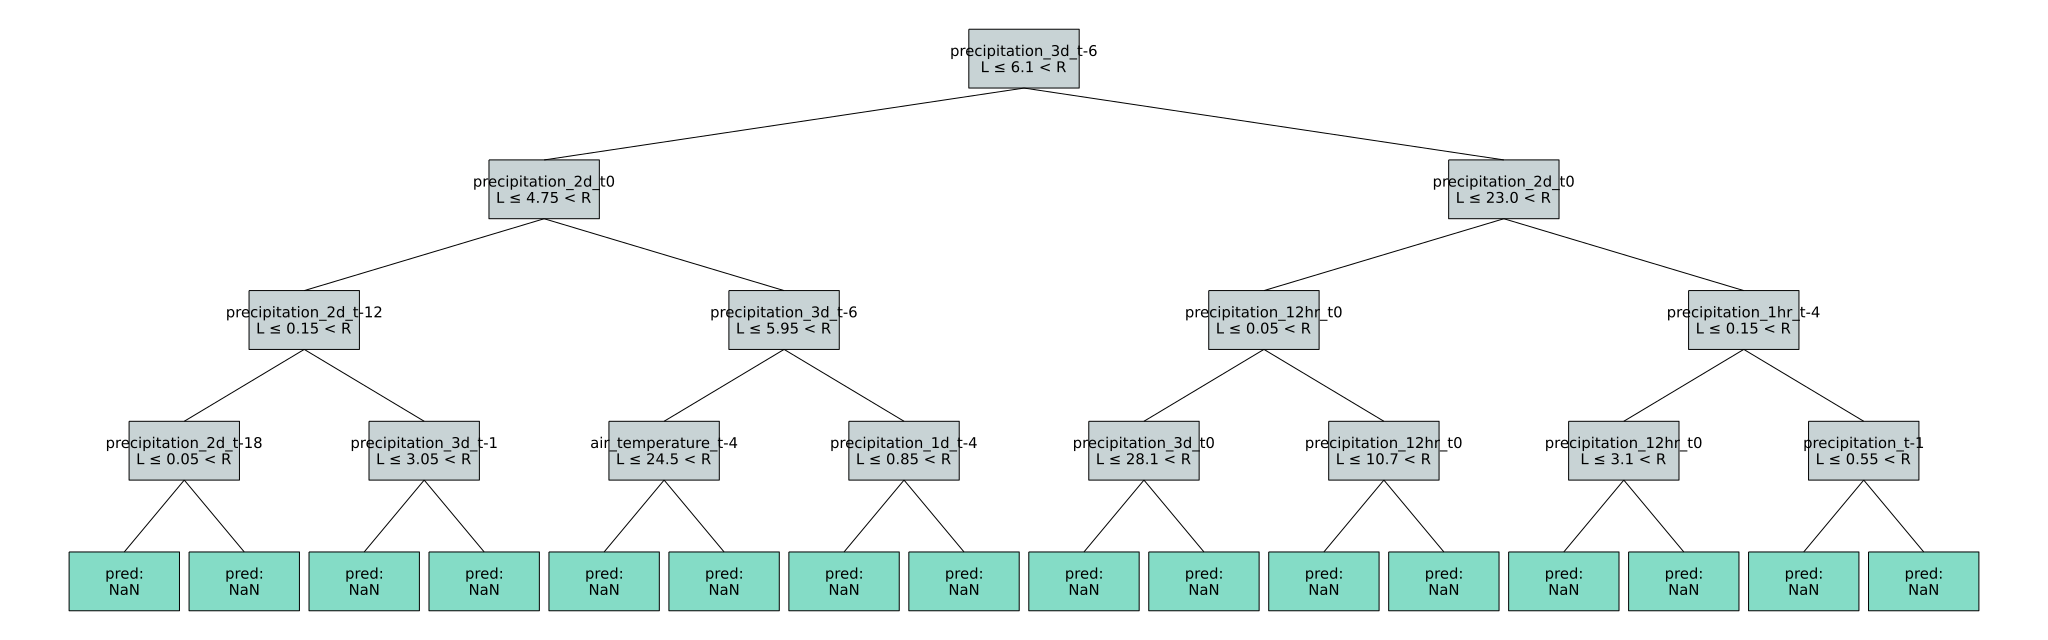 precipitation_3d_t-6
L ≤ 6.1 < R
precipitation_2d_t0
L ≤ 4.75 < R
precipitation_2d_t0
L ≤ 23.0 < R
precipitation_2d_t-12
L ≤ 0.15 < R
precipitation_3d_t-6
L ≤ 5.95 < R
precipitation_12hr_t0
L ≤ 0.05 < R
precipitation_1hr_t-4
L ≤ 0.15 < R
precipitation_2d_t-18
L ≤ 0.05 < R
precipitation_3d_t-1
L ≤ 3.05 < R
air_temperature_t-4
L ≤ 24.5 < R
precipitation_1d_t-4
L ≤ 0.85 < R
precipitation_3d_t0
L ≤ 28.1 < R
precipitation_12hr_t0
L ≤ 10.7 < R
precipitation_12hr_t0
L ≤ 3.1 < R
precipitation_t-1
L ≤ 0.55 < R
pred:
NaN
pred:
NaN
pred:
NaN
pred:
NaN
pred:
NaN
pred:
NaN
pred:
NaN
pred:
NaN
pred:
NaN
pred:
NaN
pred:
NaN
pred:
NaN
pred:
NaN
pred:
NaN
pred:
NaN
pred:
NaN